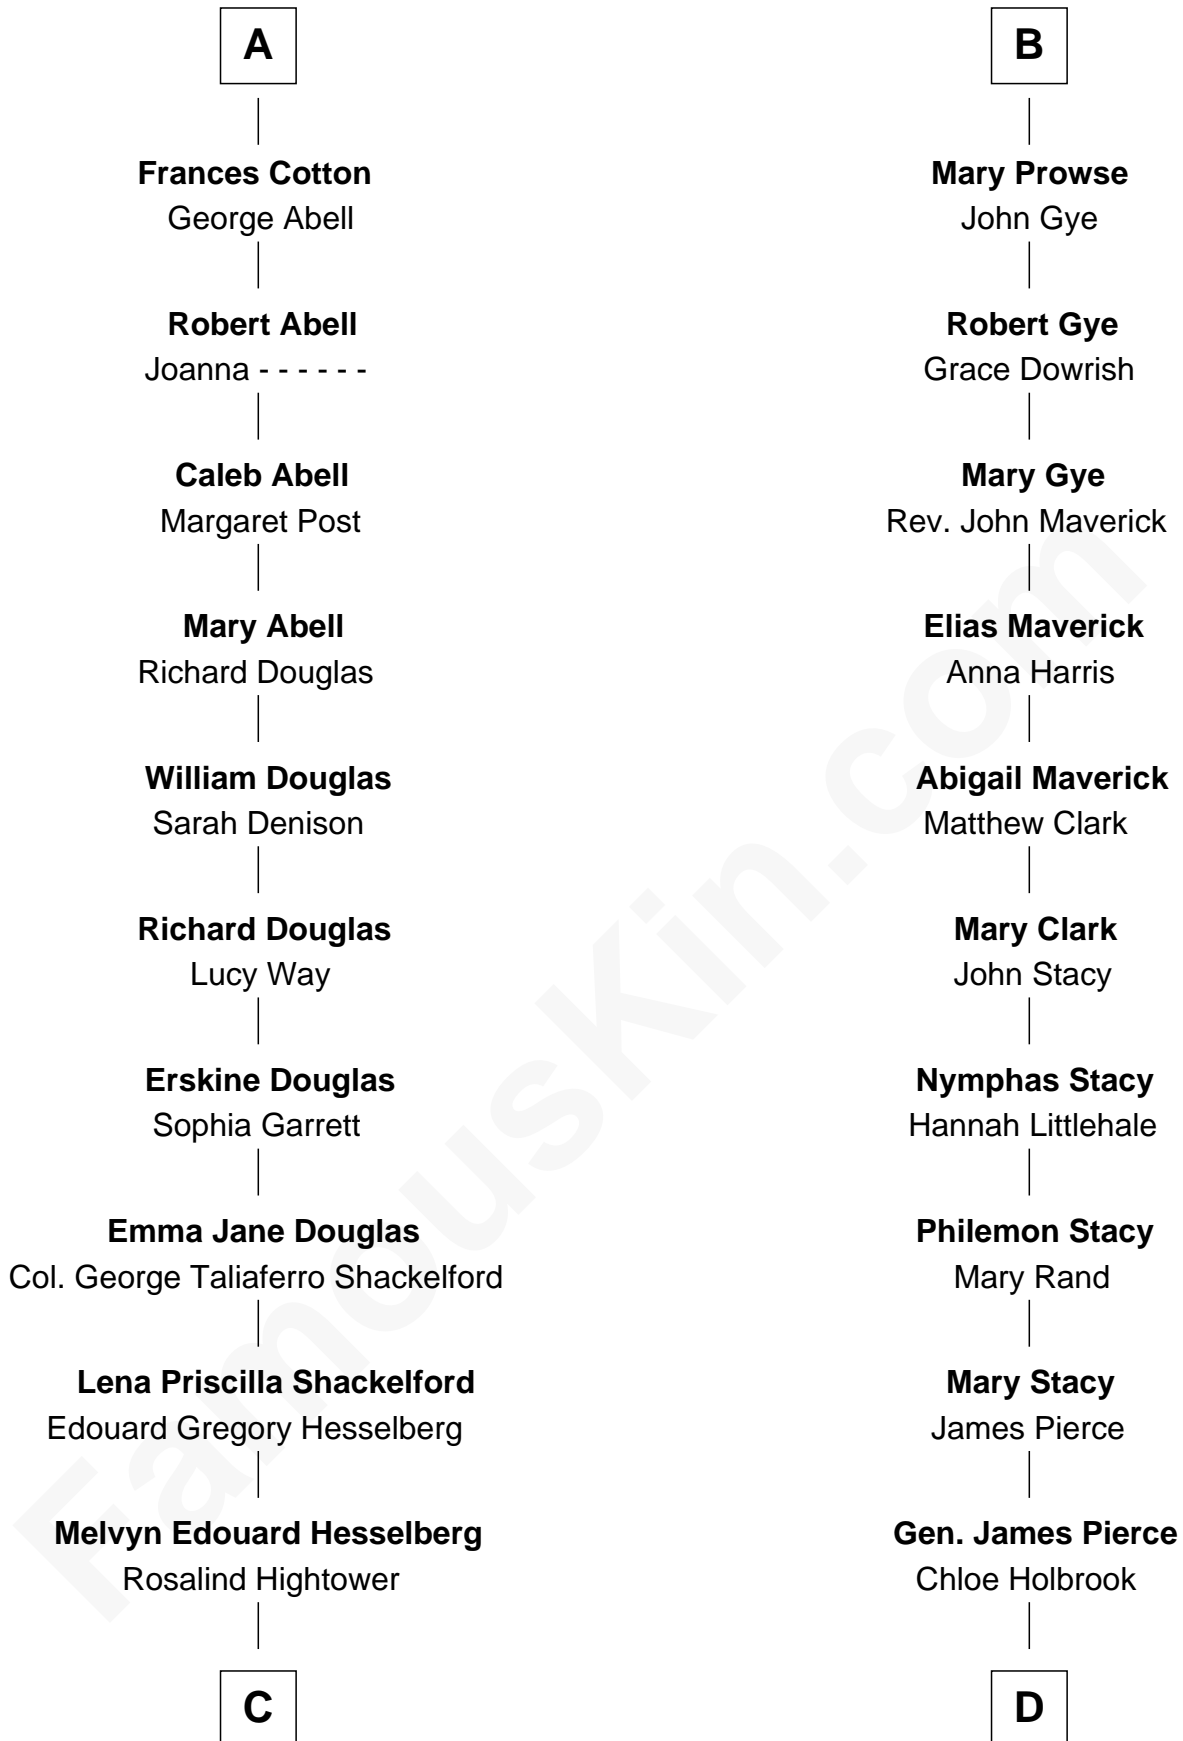 A
Frances Cotton
George Abell
Robert Abell
Joanna - - - - - -
Caleb Abell
Margaret Post
Mary Abell
Richard Douglas
William Douglas
Sarah Denison
Richard Douglas
Lucy Way
Erskine Douglas
Sophia Garrett
Emma Jane Douglas
Col. George Taliaferro Shackelford
Lena Priscilla Shackelford
Edouard Gregory Hesselberg
Melvyn Edouard Hesselberg
Rosalind Hightower
C
B
Mary Prowse
John Gye
Robert Gye
Grace Dowrish
Mary Gye
Rev. John Maverick
Elias Maverick
Anna Harris
Abigail Maverick
Matthew Clark
Mary Clark
John Stacy
Nymphas Stacy
Hannah Littlehale
Philemon Stacy
Mary Rand
Mary Stacy
James Pierce
Gen. James Pierce
Chloe Holbrook
D
FamousKin.com